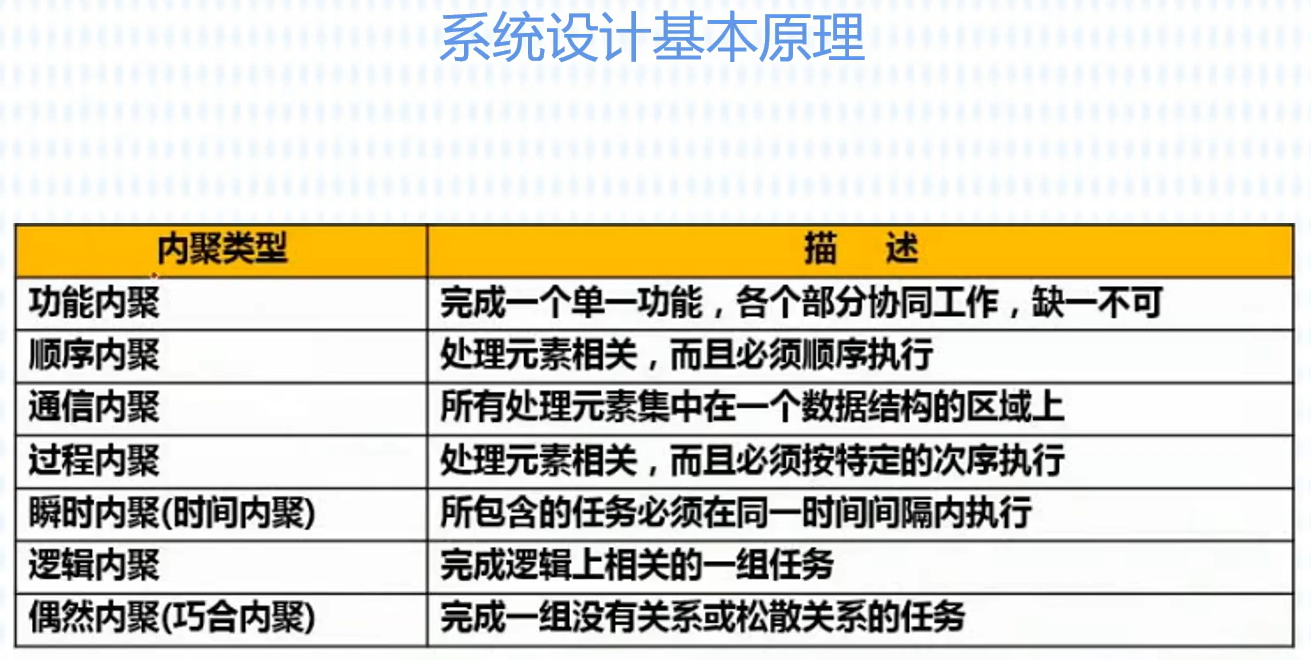 系统设计基本原理
内聚类型 描 述
功能内聚 完成一个单一功能，各个部分协同工作，缺一不可
顺序内聚 处理元素相关，而且必须顺序执行
通信内聚 所有处理元素集中在一个数据结构的区域上
过程内聚 处理元素相关，而且必须按特定的次序执行
瞬时内聚(时间内聚) 所包含的任务必须在同一时间间隔内执行
逻辑内聚 完成逻辑上相关的一组任务
偶然内聚(巧合内聚) 完成一组没有关系或松散关系的任务